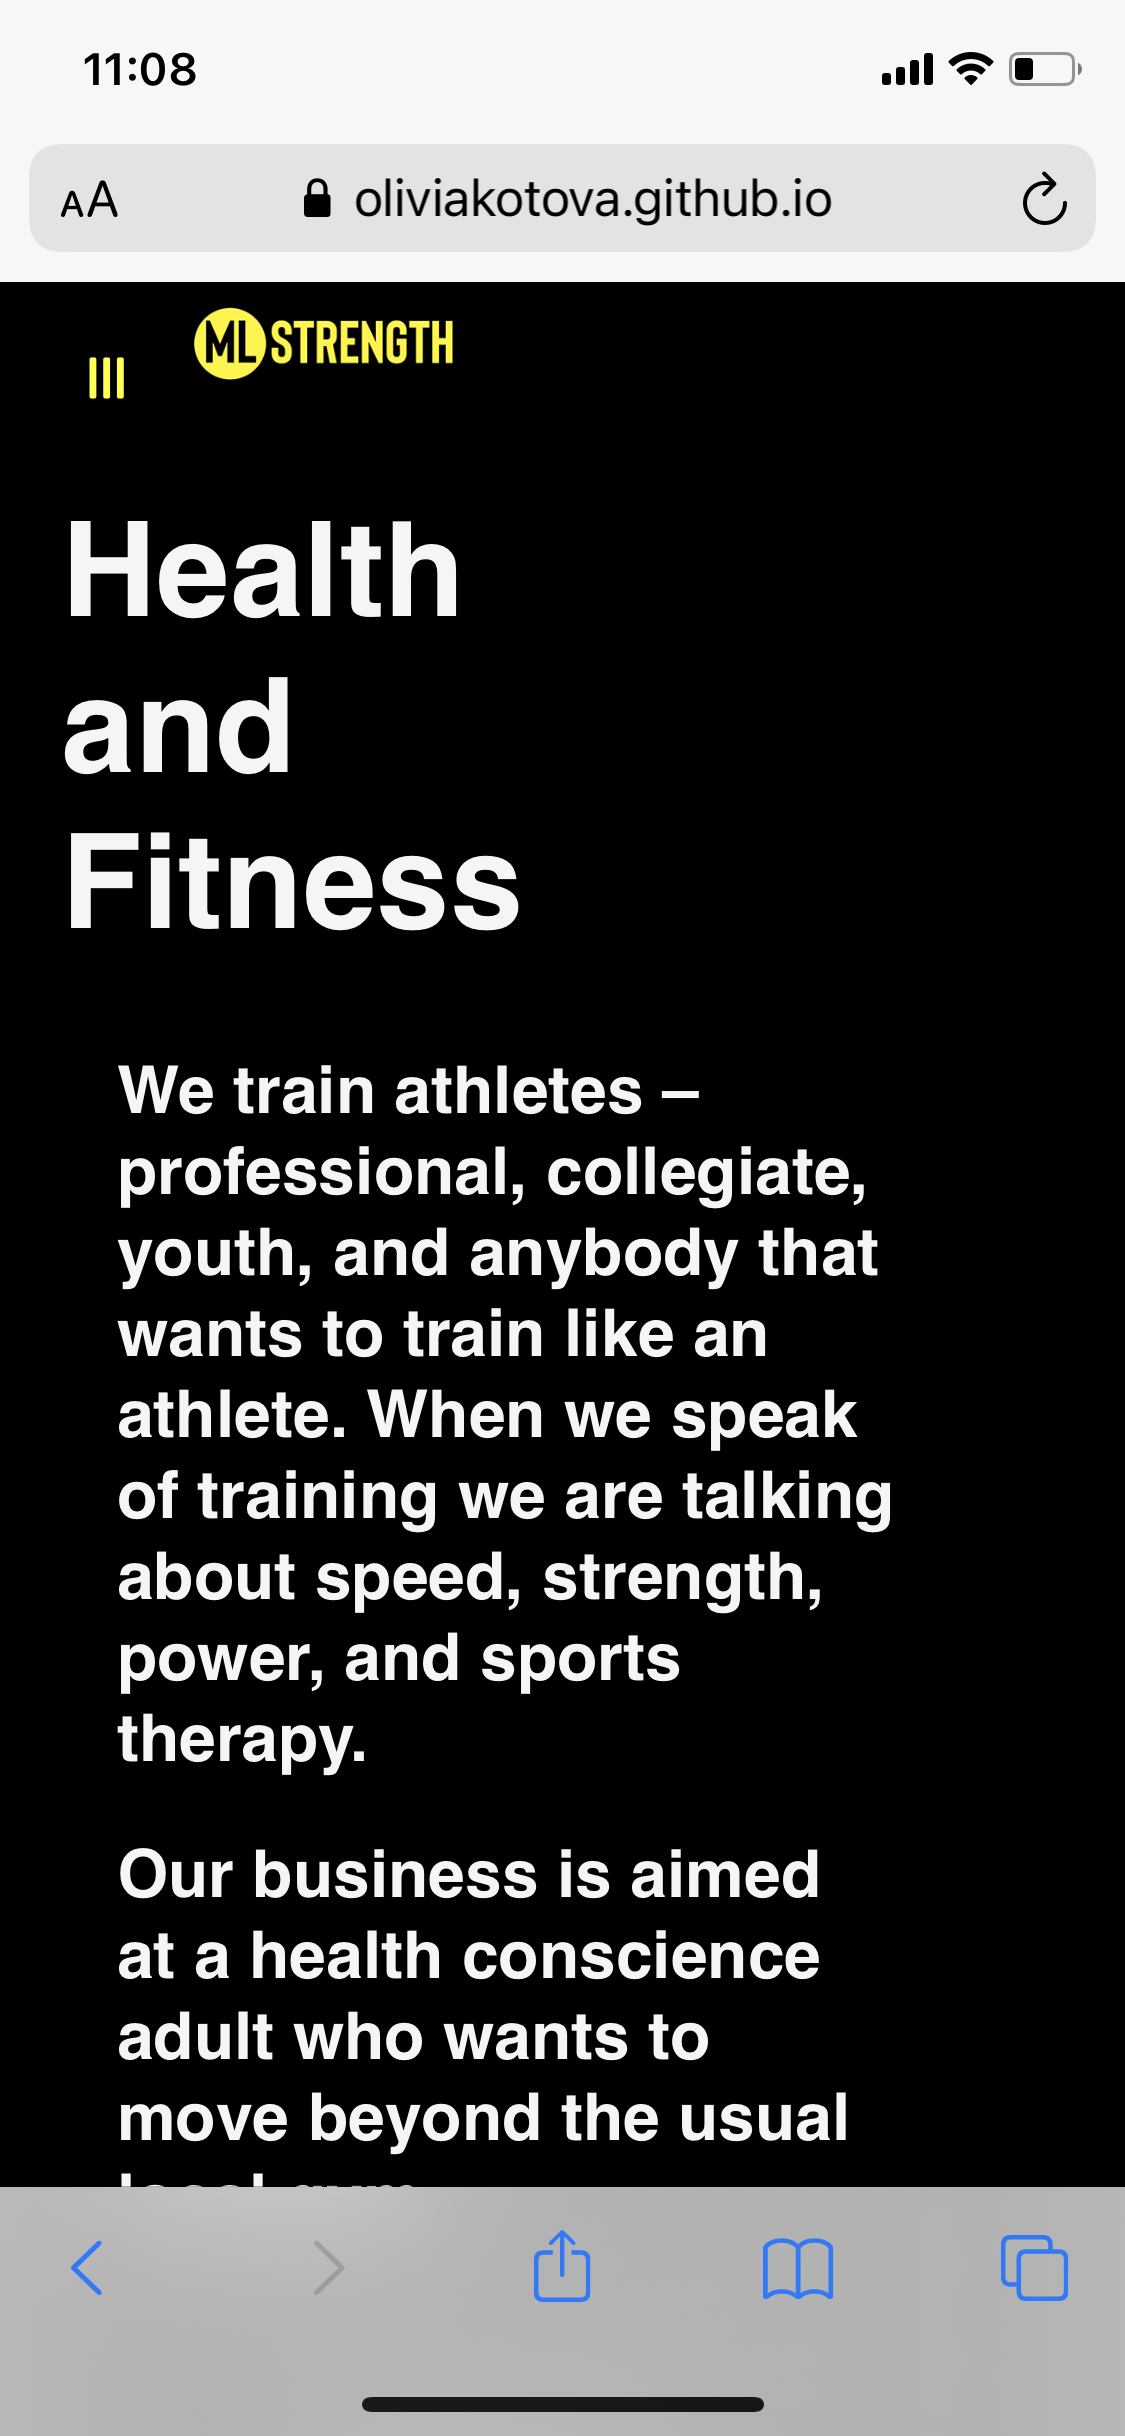 11:08
AA oliviakotova.github.io
ML STRENGTH
Health
and
Fitness
We train athletes –
professional, collegiate,
youth, and anybody that
wants to train like an
athlete. When we speak
of training we are talking
about speed, strength,
power, and sports
therapy.
Our business is aimed
at a health conscience
adult who wants to
move beyond the usual
local gym